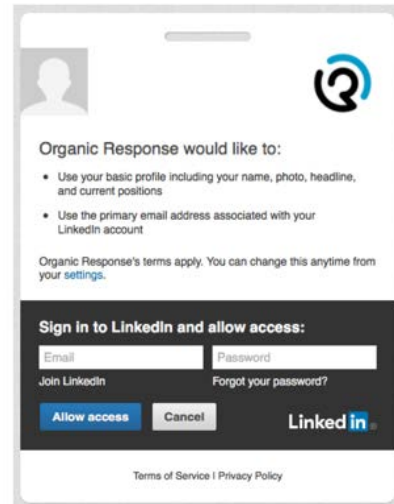 Organic Response would like to:
• Use your basic profile including your name, photo, headline,
and current positions
• Use the primary email address associated with your
LinkedIn account
Organic Response's terms apply. You can change this anytime from
your settings.
Sign in to LinkedIn and allow access:
Email Password
Join LinkedIn Forgot your password?
Allow access Cancel Linked in ®
Terms of Service | Privacy Policy